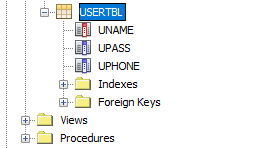 USERTBL
UNAME
UPASS
UPHONE
Indexes
Foreign Keys
Views
Procedures